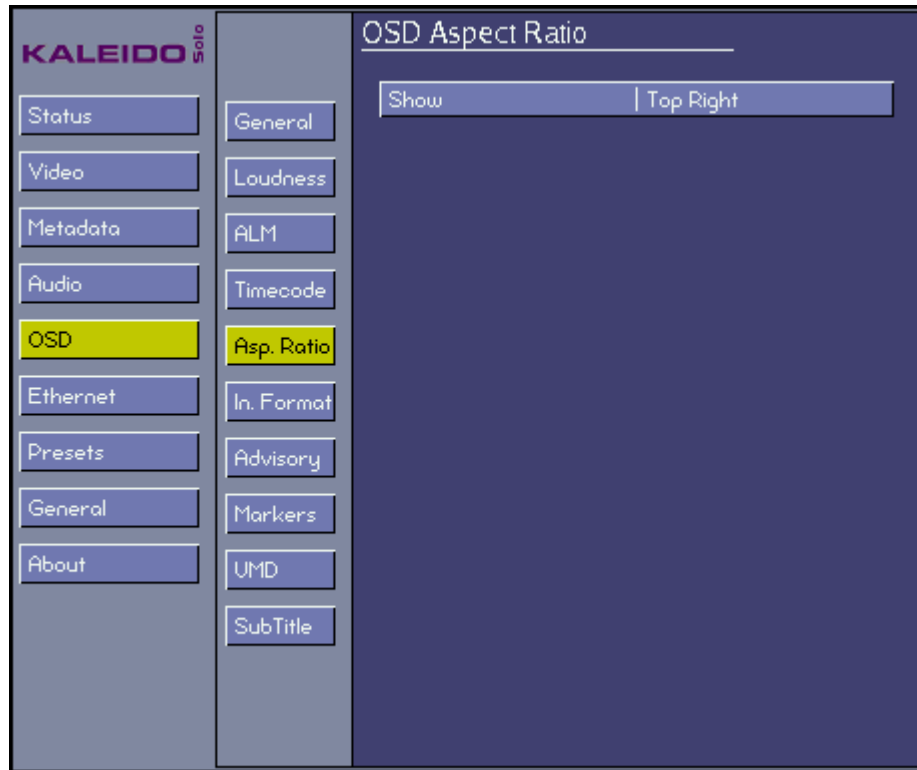 KALEIDO Solo
Status
Video
Metadata
Audio
OSD
Ethernet
Presets
General
About
General
Loudness
ALM
Timecode
Asp. Ratio
In. Format
Advisory
Markers
UMD
SubTitle
OSD Aspect Ratio
Show | Top Right